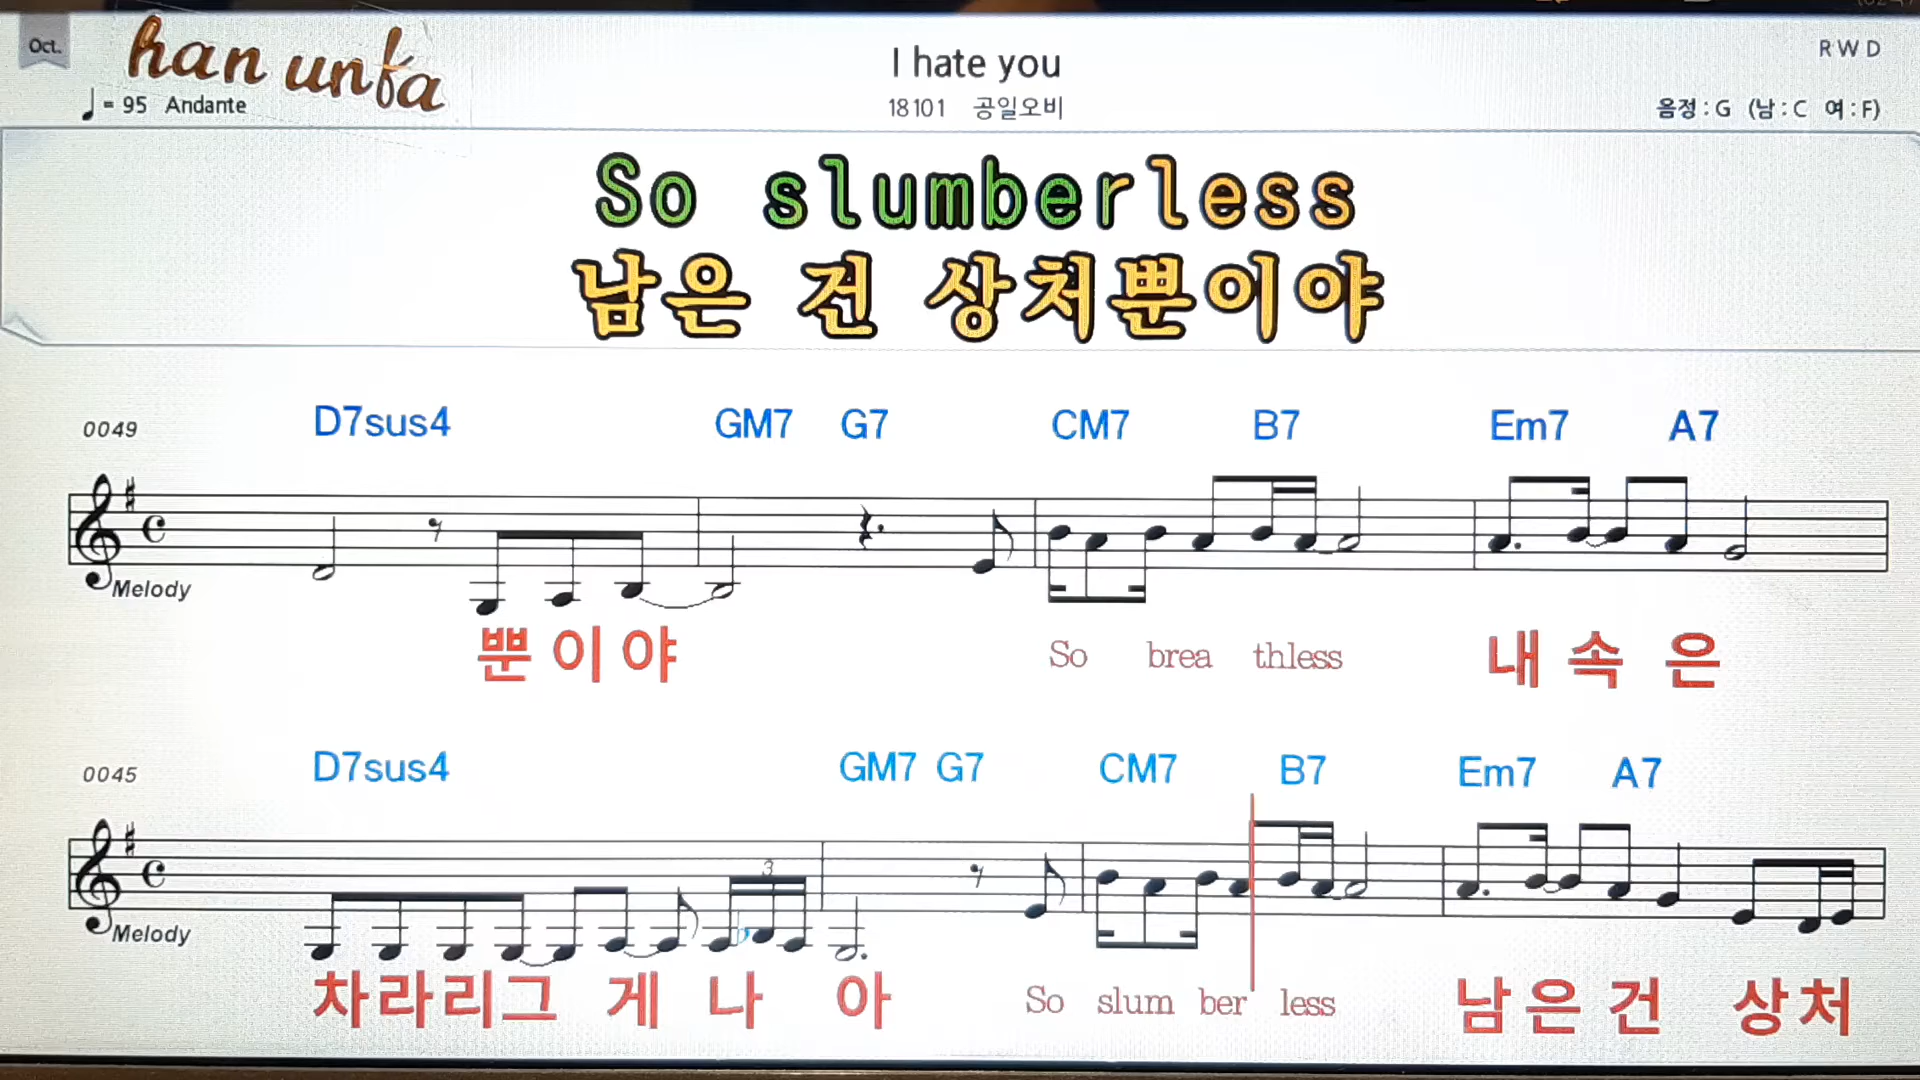 Oct.
han unfa
I hate you
R W D
♩ = 95 Andante
18101 공일오비
음정 : G (남 : C 여 : F)
So slumberless
남은 건 상처뿐이야
0049
D7sus4 GM7 G7 CM7 B7 Em7 A7
Melody
뿐 이 야 So brea thless 내 속 은
0045
D7sus4 GM7 G7 CM7 B7 Em7 A7
3
Melody
차라리그 게 나 아 So slum ber less 남은건 상처